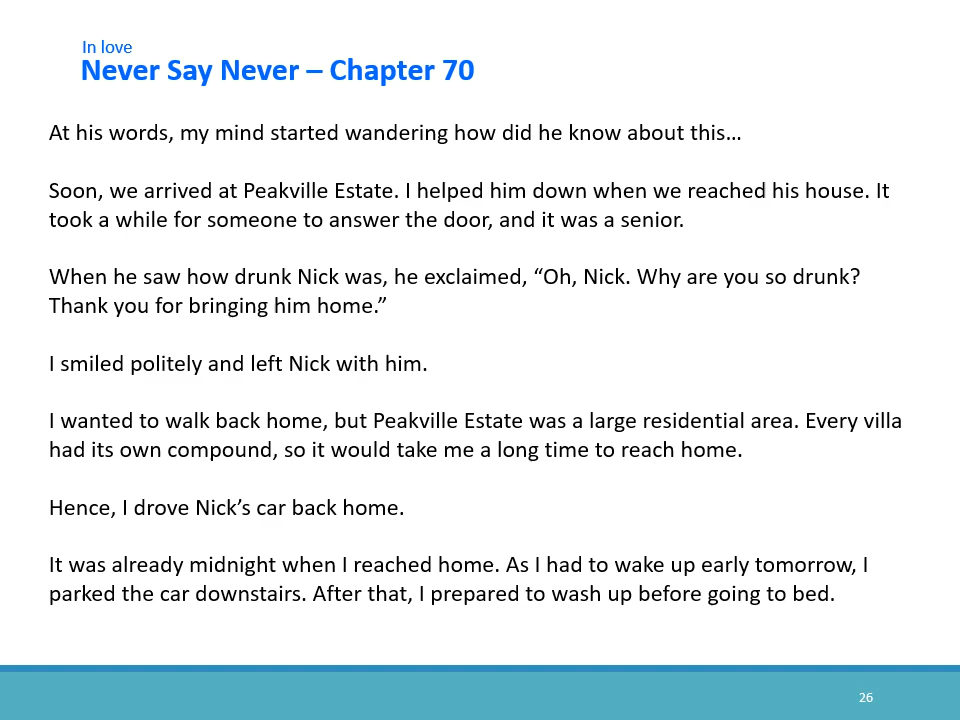 In love
Never Say Never – Chapter 70
At his words, my mind started wandering how did he know about this…
Soon, we arrived at Peakville Estate. I helped him down when we reached his house. It
took a while for someone to answer the door, and it was a senior.
When he saw how drunk Nick was, he exclaimed, “Oh, Nick. Why are you so drunk?
Thank you for bringing him home.”
I smiled politely and left Nick with him.
I wanted to walk back home, but Peakville Estate was a large residential area. Every villa
had its own compound, so it would take me a long time to reach home.
Hence, I drove Nick’s car back home.
It was already midnight when I reached home. As I had to wake up early tomorrow, I
parked the car downstairs. After that, I prepared to wash up before going to bed.
26